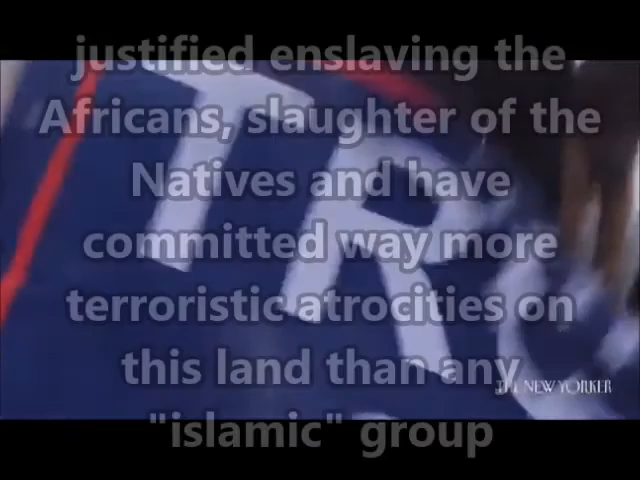 justified enslaving the
Africans, slaughter of the
Natives and have
committed way more
terroristic atrocities on
this land than any
"islamic" group
TR
THE NEW YORKER